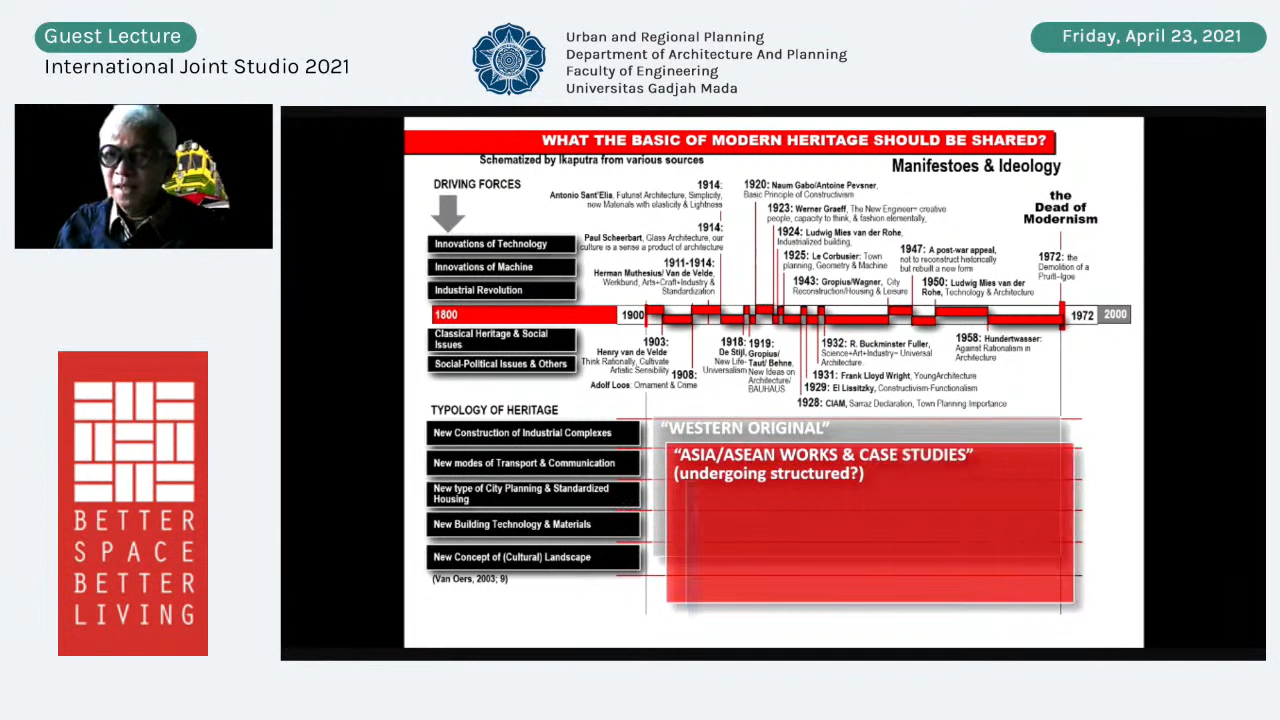 Guest Lecture
International Joint Studio 2021
Urban and Regional Planning
Department of Architecture And Planning
Faculty of Engineering
Universitas Gadjah Mada
Friday, April 23, 2021
BETTER
SPACE
BETTER
LIVING
WHAT THE BASIC OF MODERN HERITAGE SHOULD BE SHARED?
Schematized by Ikaputra from various sources
Manifestoes & Ideology
DRIVING FORCES
Innovations of Technology
Innovations of Machine
Industrial Revolution
1914:
Antonio Sant'Elia, Futurist Architecture, Simplicity,
new Materials with elasticity & Lightness
1914:
Paul Scheerbart, Glass Architecture, our
culture is a sense a product of architecture
1911-1914:
Herman Muthesius/ Van de Velde,
Werkbund, Arts+Craft+Industry &
Standardization
1920: Naum Gabo/Antoine Pevsner,
Basic Principle of Constructivism
1923: Werner Graeff, The New Engineer= creative
people, capacity to think, & fashion elementally,
1924: Ludwig Mies van der Rohe,
Industrialized building,
1925: Le Corbusier: Town
planning, Geometry & Machine
1943: Gropius/Wagner, City
Reconstruction/Housing & Leisure
1947: A post-war appeal,
not to reconstruct historically
but rebuilt a new form
1950: Ludwig Mies van der
Rohe, Technology & Architecture
the
Dead of
Modernism
1972: the
Demolition of a
Pruitt-Igoe
1800
1900
1972
2000
Classical Heritage & Social
Issues
Social-Political Issues & Others
1903:
Henry van de Velde:
Think Rationally, Cultivate
Artistic Sensibility
1908:
Adolf Loos: Ornament & Crime
1918:
De Stijl,
New Life-
Universalism
1919:
Gropius/
Taut/ Behne,
New Ideas on
Architecture/
BAUHAUS
1932: R. Buckminster Fuller,
Science+Art+Industry= Universal
Architecture.
1931: Frank Lloyd Wright, YoungArchitecture
1929: El Lissitzky, Constructivism-Functionalism
1928: CIAM, Sarraz Declaration, Town Planning Importance
1958: Hundertwasser:
Against Rationalism in
Architecture
TYPOLOGY OF HERITAGE
New Construction of Industrial Complexes
New modes of Transport & Communication
New type of City Planning & Standardized
Housing
New Building Technology & Materials
New Concept of (Cultural) Landscape
(Van Oers, 2003; 9)
"WESTERN ORIGINAL"
"ASIA/ASEAN WORKS & CASE STUDIES"
(undergoing structured?)